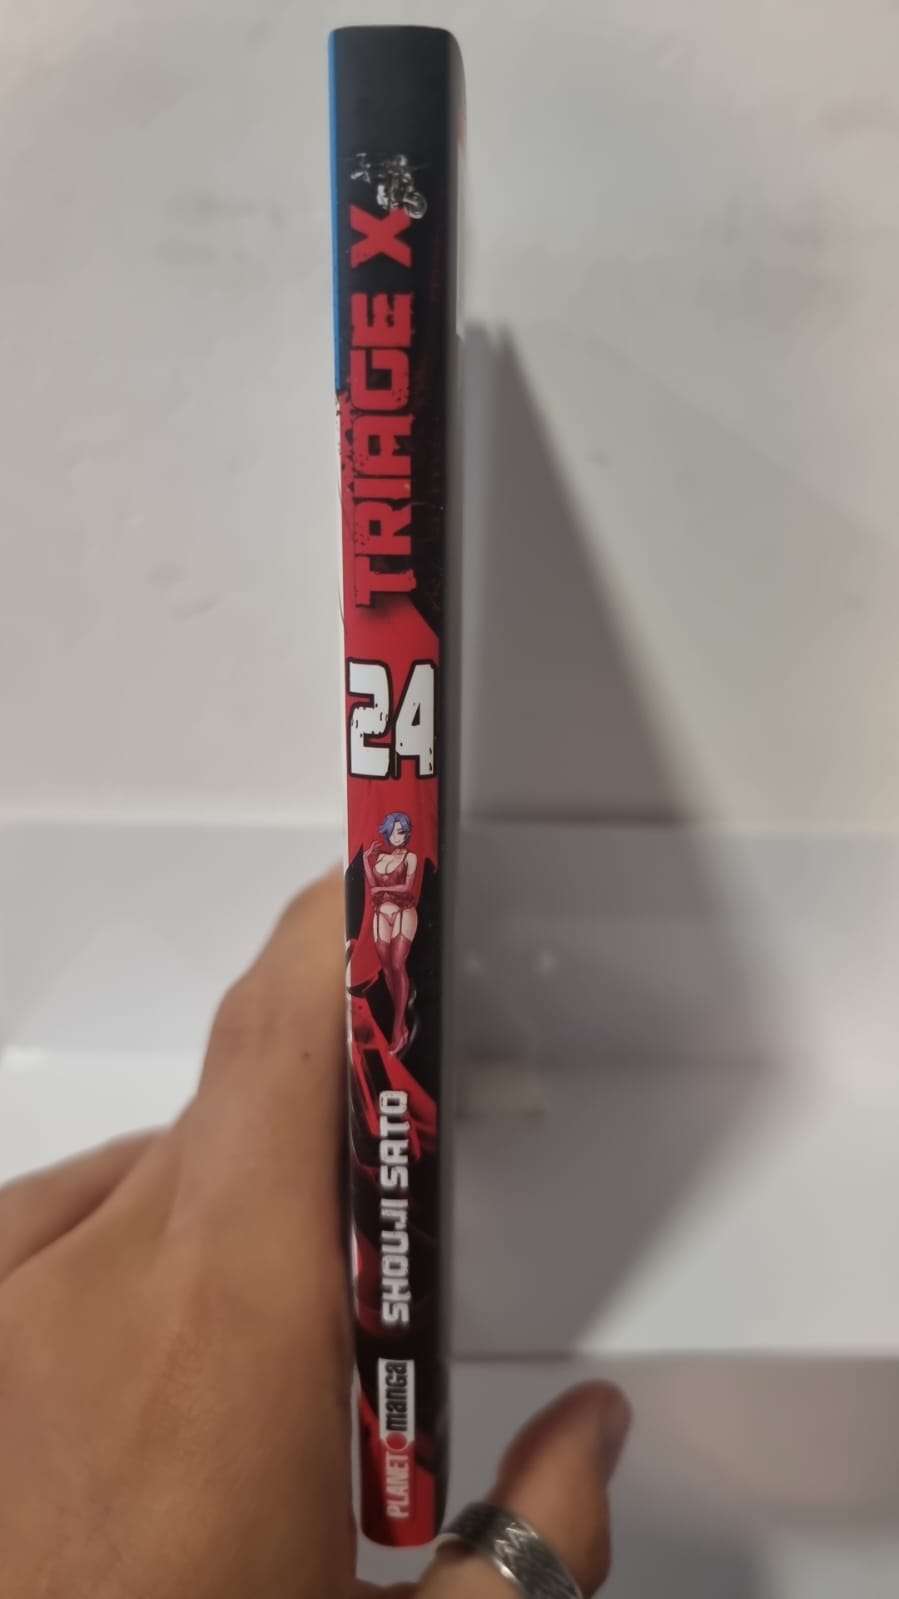 TRIAGE X
24
SHOUJI SATO
PLANET manga